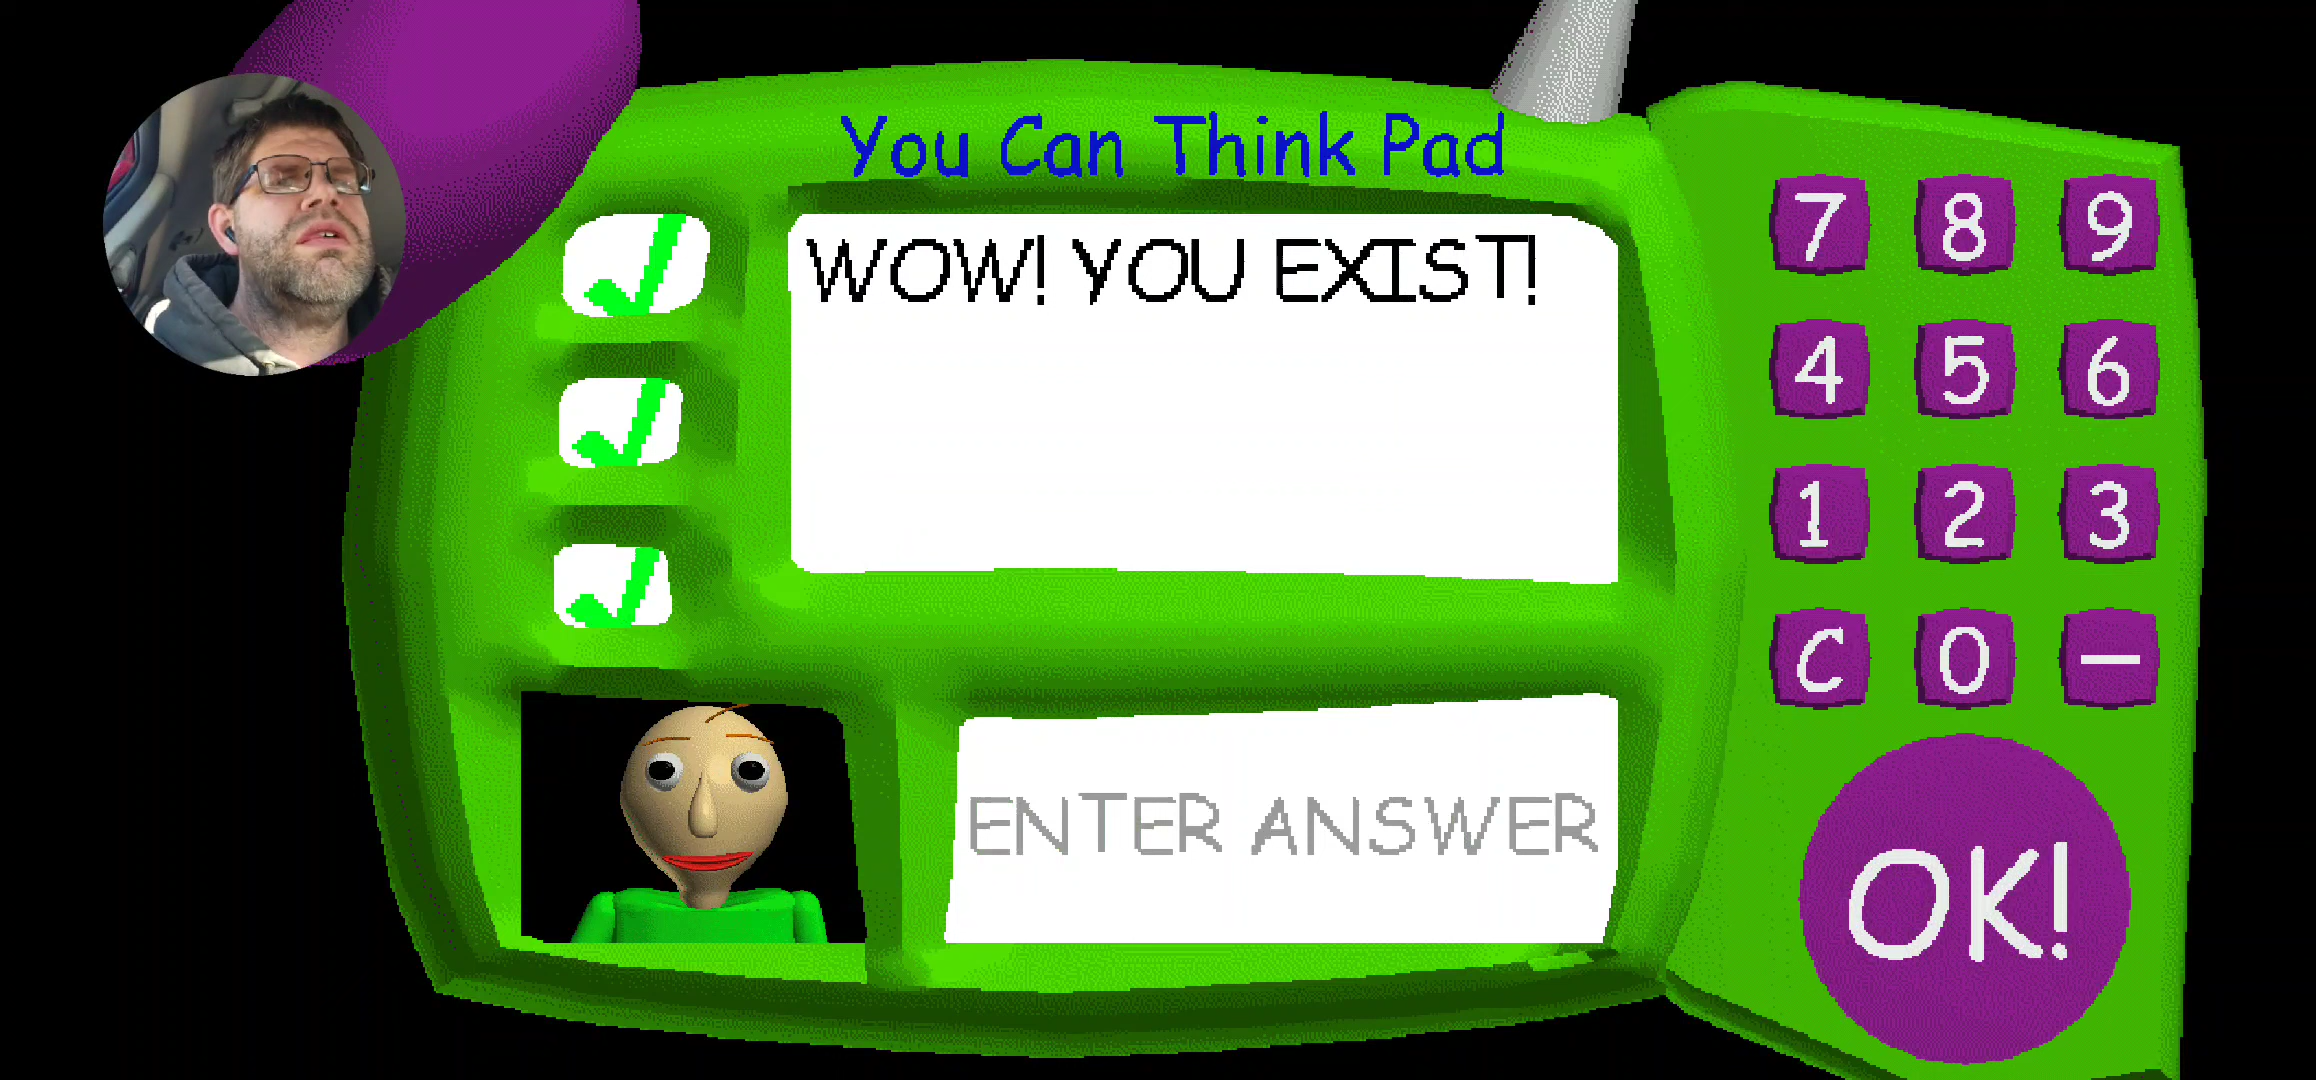 You Can Think Pad
WOW! YOU EXIST!
7 8 9
4 5 6
1 2 3
C 0 —
ENTER ANSWER
OK!